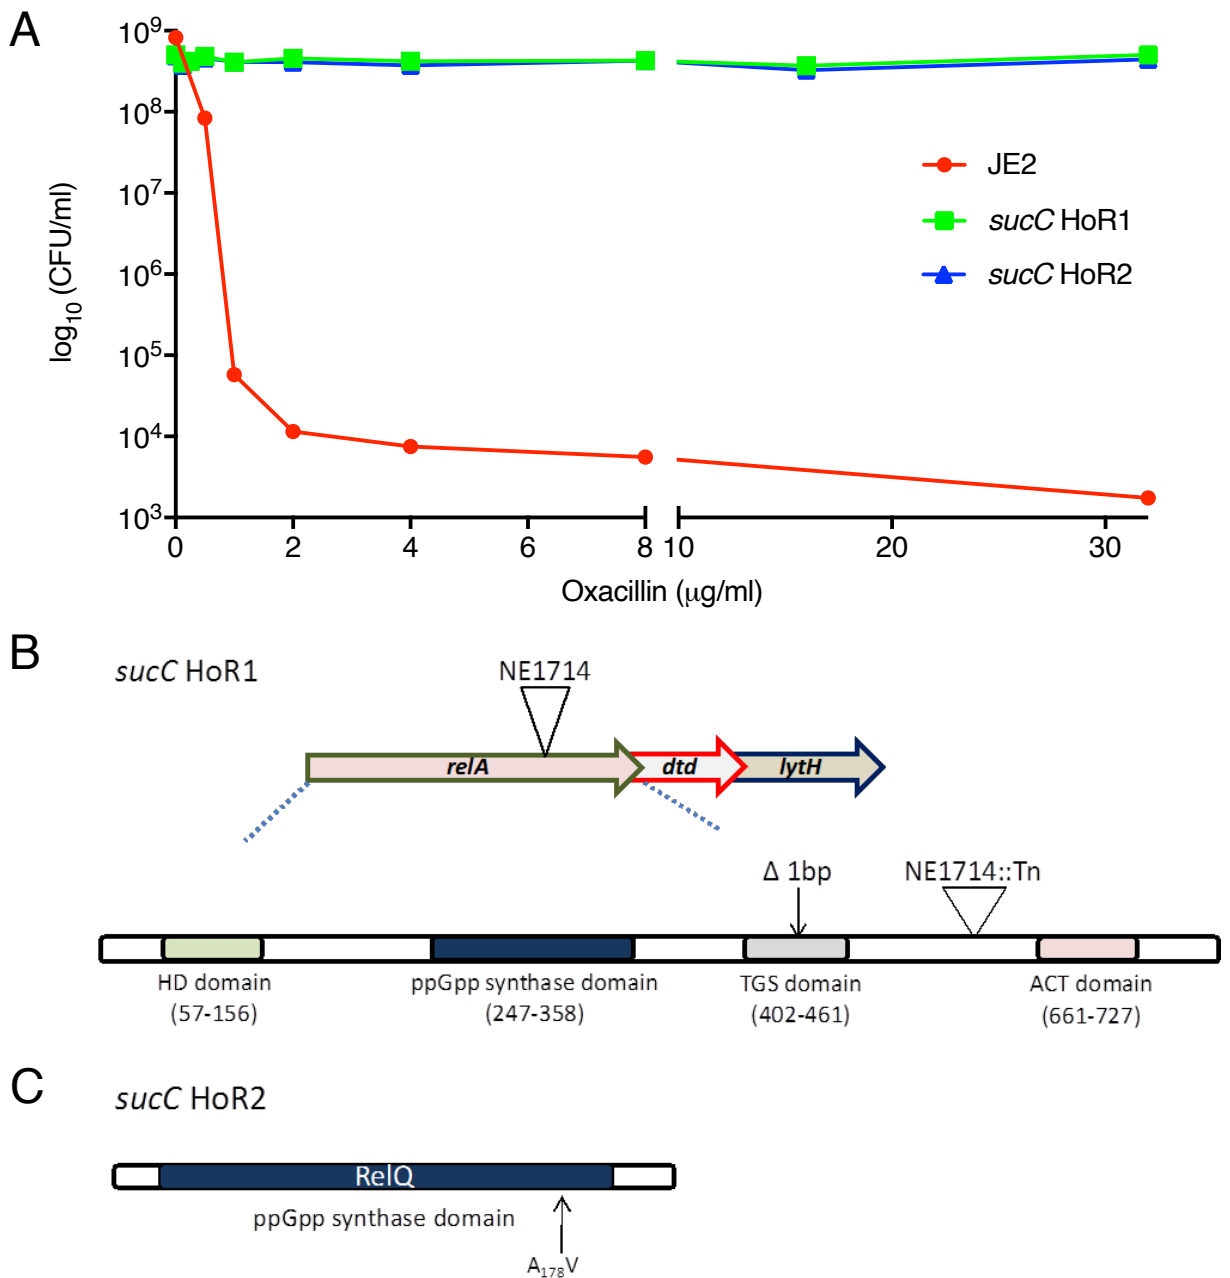 A
log₁₀ (CFU/ml)
10⁹
10⁸
10⁷
10⁶
10⁵
10⁴
10³
0 2 4 6 8 10 20 30
Oxacillin (μg/ml)
JE2
sucC HoR1
sucC HoR2
B
sucC HoR1
NE1714
relA dtd lytH
Δ 1bp NE1714::Tn
HD domain ppGpp synthase domain TGS domain ACT domain
(57-156) (247-358) (402-461) (661-727)
C
sucC HoR2
RelQ
ppGpp synthase domain
A₁₇₈V